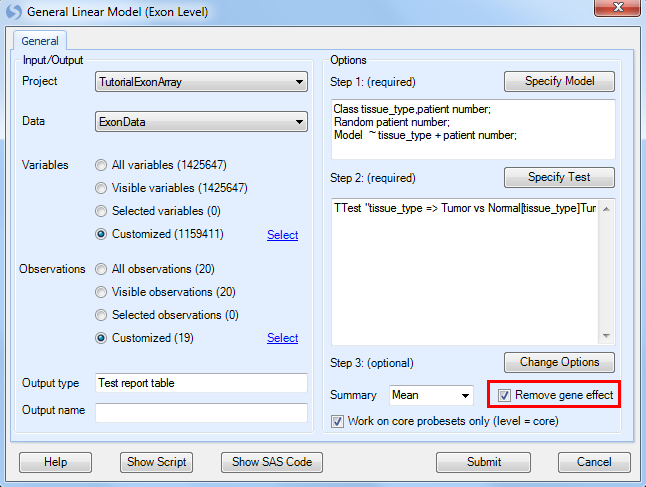 General Linear Model (Exon Level)
General
Input/Output
Project
TutorialExonArray
Data
ExonData
Variables
All variables (1425647)
Visible variables (1425647)
Selected variables (0)
Customized (1159411)
Select
Observations
All observations (20)
Visible observations (20)
Selected observations (0)
Customized (19)
Select
Output type
Test report table
Output name
Options
Step 1: (required)
Specify Model
Class tissue_type,patient number;
Random patient number;
Model ~ tissue_type + patient number;
Step 2: (required)
Specify Test
TTest "tissue_type => Tumor vs Normal[tissue_type]Tur
Step 3: (optional)
Change Options
Summary
Mean
Remove gene effect
Work on core probesets only (level = core)
Help
Show Script
Show SAS Code
Submit
Cancel